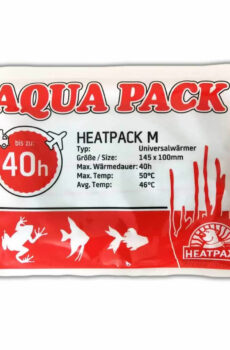 AQUA PACK
bis zu:
40h
HEATPACK M
Typ: Universalwärmer
Größe / Size: 145 x 100mm
Max. Wärmedauer: 40h
Max. Temp: 50°C
Avg. Temp: 46°C
HEATPAX